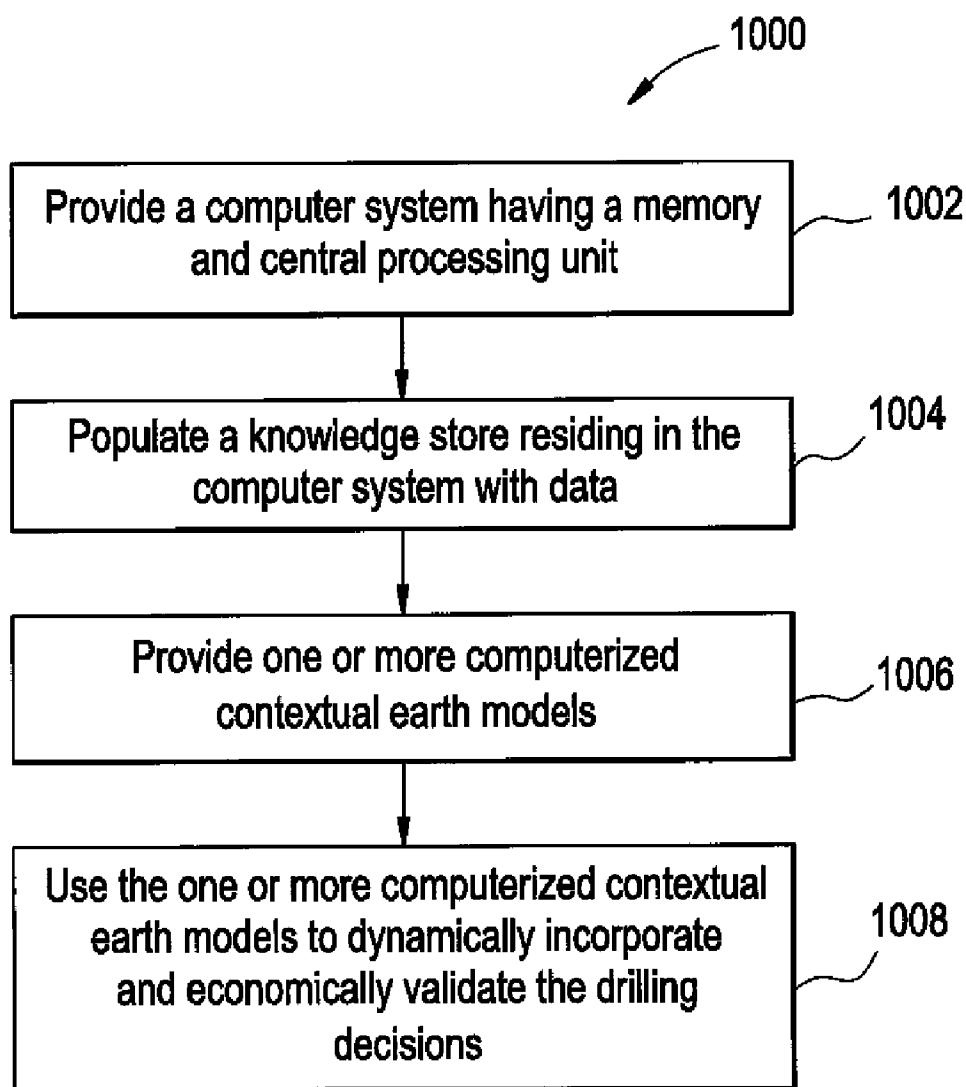 1000
Provide a computer system having a memory
and central processing unit
1002
Populate a knowledge store residing in the
computer system with data
1004
Provide one or more computerized
contextual earth models
1006
Use the one or more computerized contextual
earth models to dynamically incorporate
and economically validate the drilling
decisions
1008